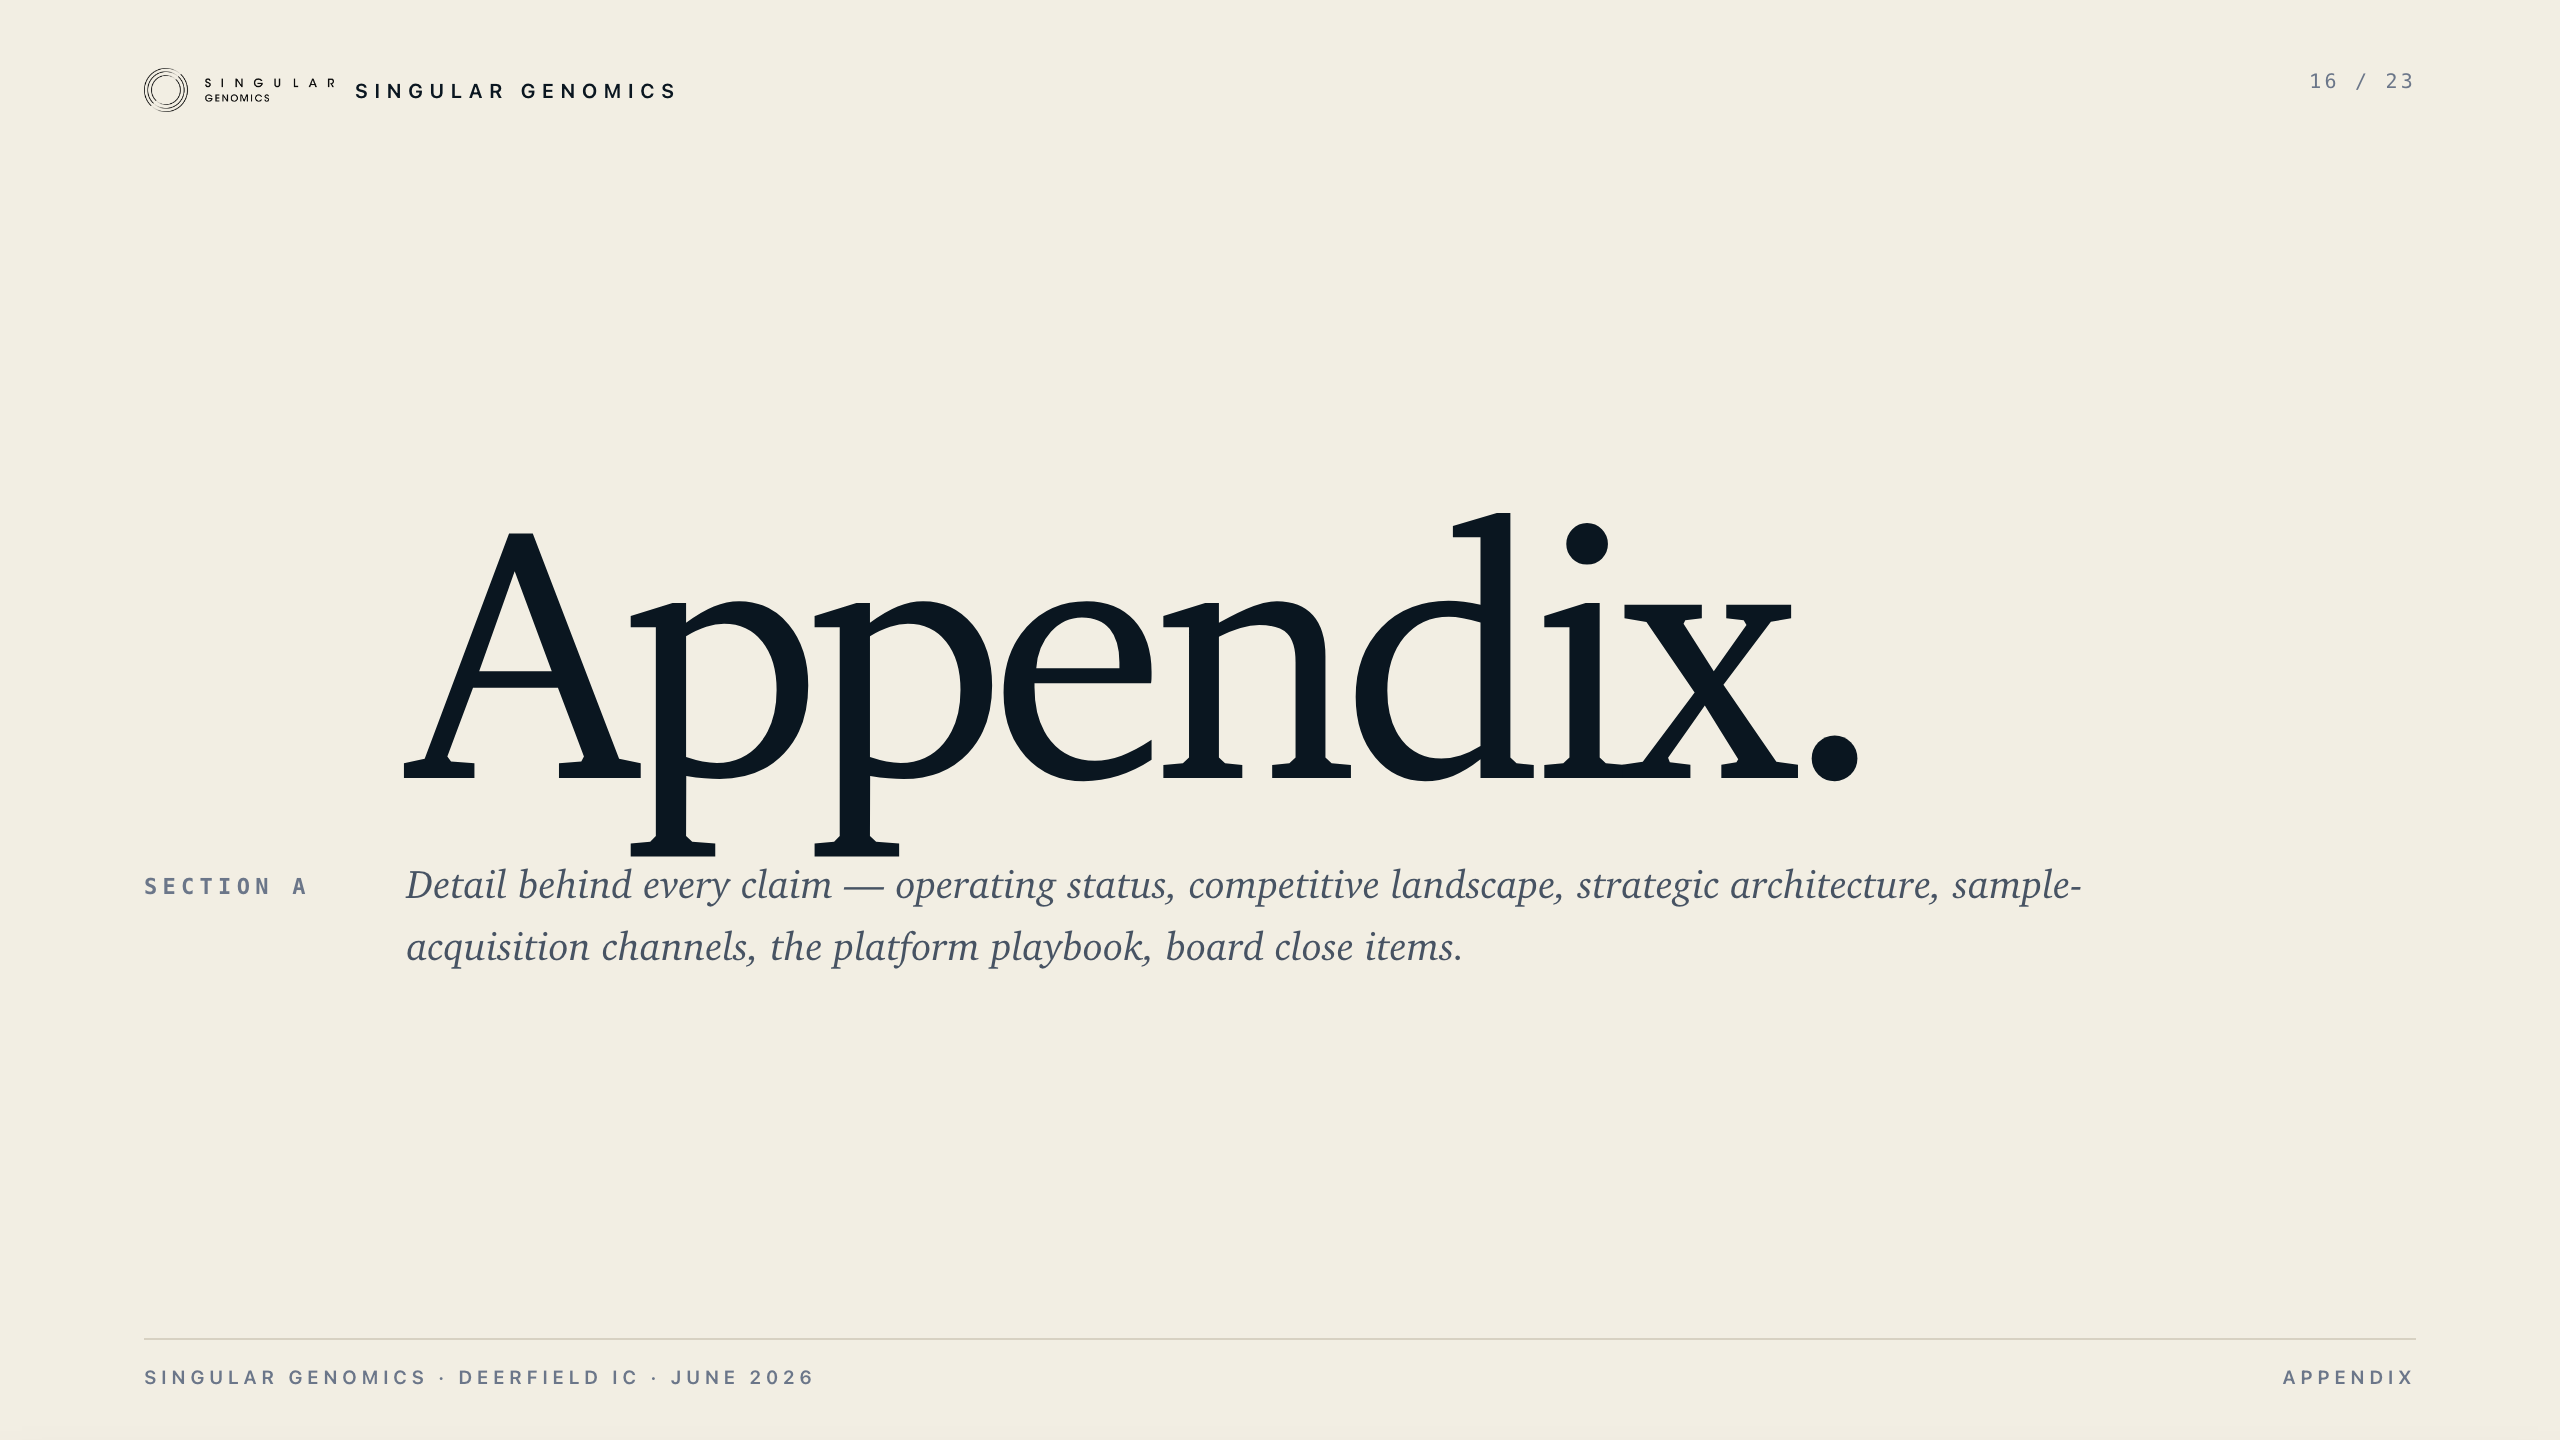 SINGULAR
GENOMICS
SINGULAR GENOMICS
16 / 23
Appendix.
SECTION A
Detail behind every claim — operating status, competitive landscape, strategic architecture, sample-
acquisition channels, the platform playbook, board close items.
SINGULAR GENOMICS · DEERFIELD IC · JUNE 2026
APPENDIX